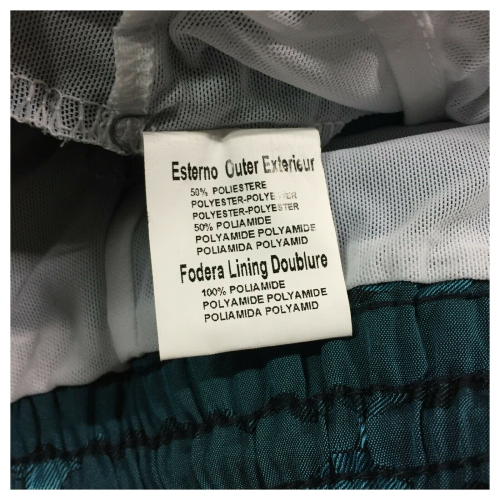 Esterno Outer Exterieur
50% POLIESTERE
POLYESTER-POLYESTER
POLYESTER-POLYESTER
50% POLIAMIDE
POLYAMIDE POLYAMIDE
POLIAMIDA POLYAMID
Fodera Lining Doublure
100% POLIAMIDE
POLYAMIDE POLYAMIDE
POLIAMIDA POLYAMID